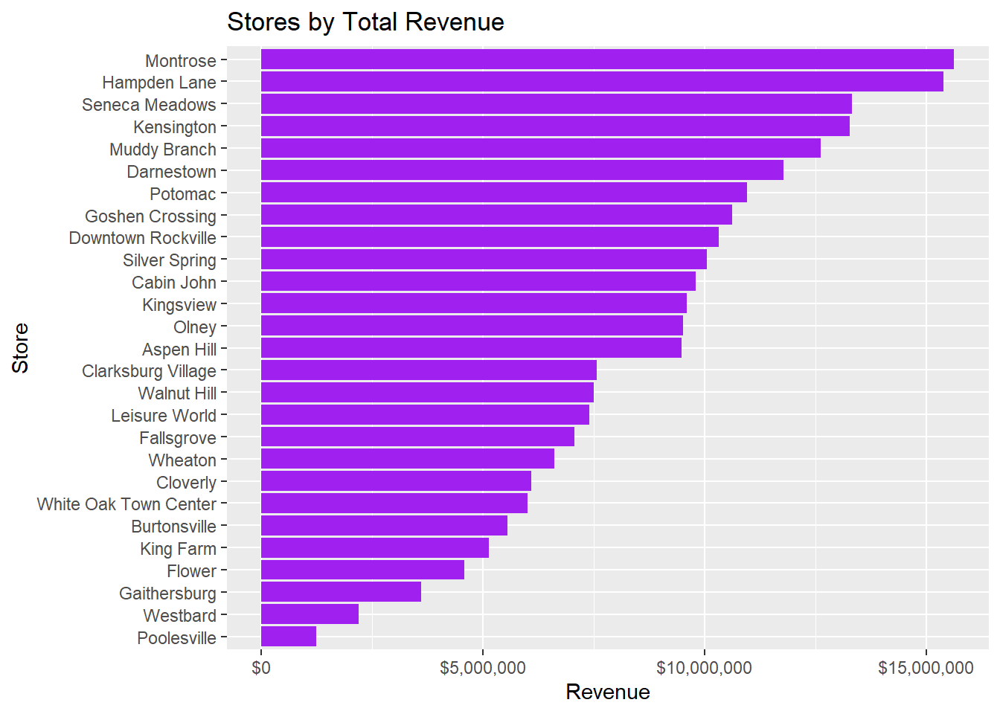 Stores by Total Revenue
Montrose
Hampden Lane
Seneca Meadows
Kensington
Muddy Branch
Darnestown
Potomac
Goshen Crossing
Downtown Rockville
Silver Spring
Cabin John
Kingsview
Olney
Aspen Hill
Clarksburg Village
Walnut Hill
Leisure World
Fallsgrove
Wheaton
Cloverly
White Oak Town Center
Burtonsville
King Farm
Flower
Gaithersburg
Westbard
Poolesville
Store
$0 $5,000,000 $10,000,000 $15,000,000
Revenue